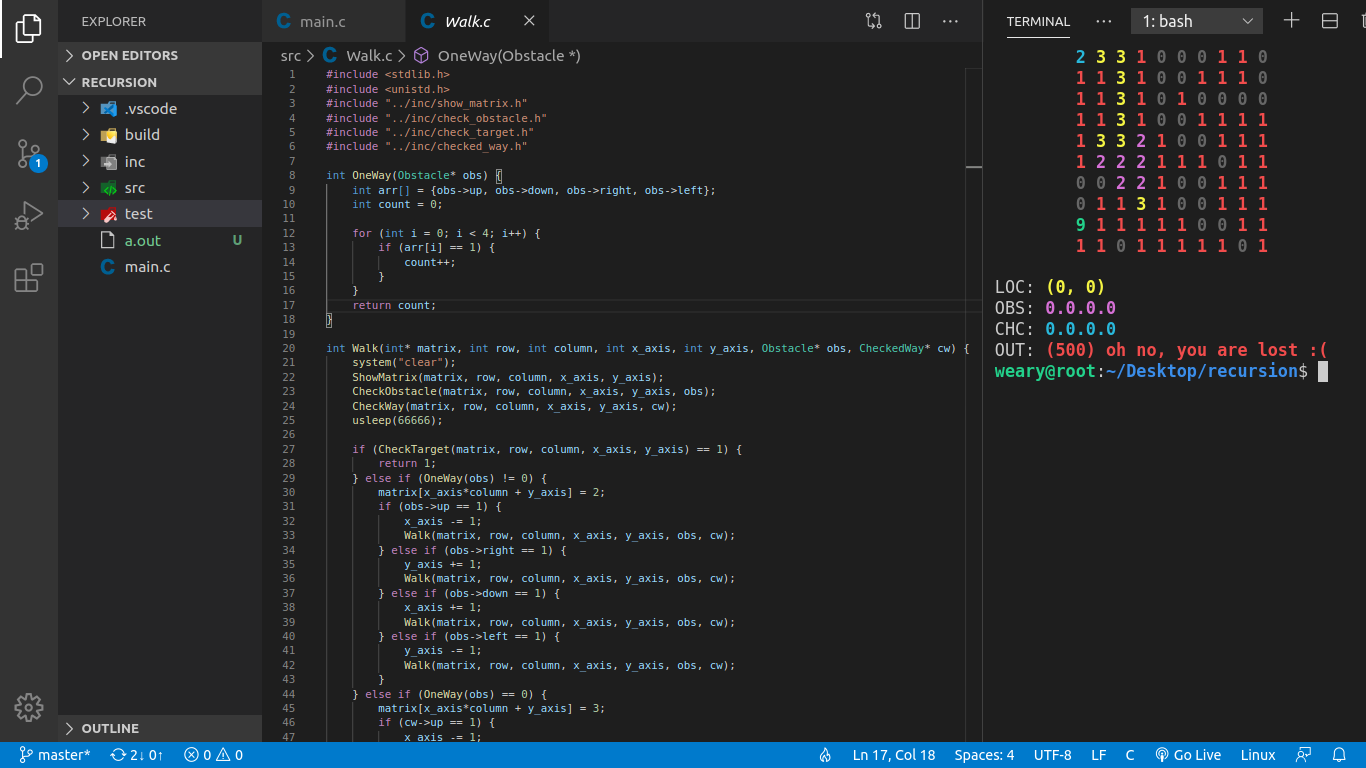 EXPLORER
OPEN EDITORS
RECURSION
.vscode
build
inc
src
test
a.out U
main.c
OUTLINE
main.c
Walk.c
src > Walk.c > OneWay(Obstacle *)
1 #include <stdlib.h>
2 #include <unistd.h>
3 #include "../inc/show_matrix.h"
4 #include "../inc/check_obstacle.h"
5 #include "../inc/check_target.h"
6 #include "../inc/checked_way.h"
7
8 int OneWay(Obstacle* obs) {
9 int arr[] = {obs->up, obs->down, obs->right, obs->left};
10 int count = 0;
11
12 for (int i = 0; i < 4; i++) {
13 if (arr[i] == 1) {
14 count++;
15 }
16 }
17 return count;
18 }
19
20 int Walk(int* matrix, int row, int column, int x_axis, int y_axis, Obstacle* obs, CheckedWay* cw) {
21 system("clear");
22 ShowMatrix(matrix, row, column, x_axis, y_axis);
23 CheckObstacle(matrix, row, column, x_axis, y_axis, obs);
24 CheckWay(matrix, row, column, x_axis, y_axis, cw);
25 usleep(66666);
26
27 if (CheckTarget(matrix, row, column, x_axis, y_axis) == 1) {
28 return 1;
29 } else if (OneWay(obs) != 0) {
30 matrix[x_axis*column + y_axis] = 2;
31 if (obs->up == 1) {
32 x_axis -= 1;
33 Walk(matrix, row, column, x_axis, y_axis, obs, cw);
34 } else if (obs->right == 1) {
35 y_axis += 1;
36 Walk(matrix, row, column, x_axis, y_axis, obs, cw);
37 } else if (obs->down == 1) {
38 x_axis += 1;
39 Walk(matrix, row, column, x_axis, y_axis, obs, cw);
40 } else if (obs->left == 1) {
41 y_axis -= 1;
42 Walk(matrix, row, column, x_axis, y_axis, obs, cw);
43 }
44 } else if (OneWay(obs) == 0) {
45 matrix[x_axis*column + y_axis] = 3;
46 if (cw->up == 1) {
47 x_axis -= 1;
TERMINAL
1: bash
2 3 3 1 0 0 0 1 1 0
1 1 3 1 0 0 1 1 1 0
1 1 3 1 0 1 0 0 0 0
1 1 3 1 0 0 1 1 1 1
1 3 3 2 1 0 0 1 1 1
1 2 2 2 1 1 1 0 1 1
0 0 2 2 1 0 0 1 1 1
0 1 1 3 1 0 0 1 1 1
9 1 1 1 1 1 0 0 1 1
1 1 0 1 1 1 1 1 0 1
LOC: (0, 0)
OBS: 0.0.0.0
CHC: 0.0.0.0
OUT: (500) oh no, you are lost :(
weary@root:~/Desktop/recursion$
1
master* 2↓ 0↑ 0 0 Ln 17, Col 18 Spaces: 4 UTF-8 LF C Go Live Linux